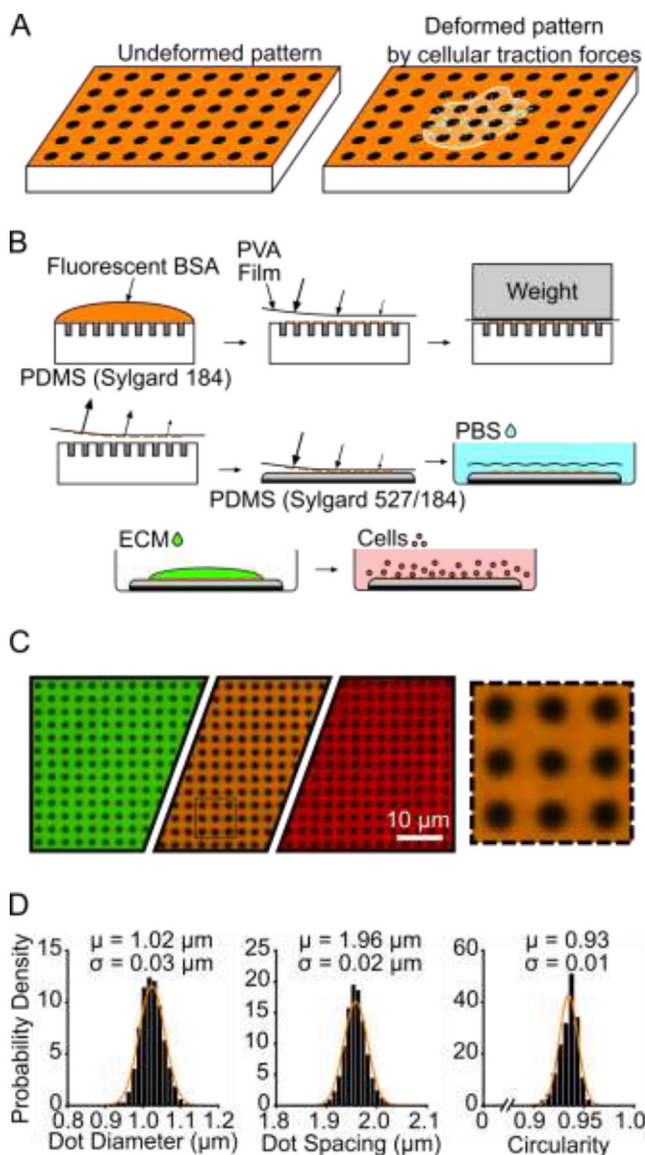 A
Undeformed pattern
Deformed pattern
by cellular traction forces
B
Fluorescent BSA
PVA
Film
Weight
PDMS (Sylgard 184)
PBS
PDMS (Sylgard 527/184)
ECM
Cells
C
10 µm
D
Probability Density
µ = 1.02 µm
σ = 0.03 µm
15
10
5
0
0.8 0.9 1.0 1.1 1.2
Dot Diameter (µm)
µ = 1.96 µm
σ = 0.02 µm
25
20
15
10
5
0
1.8 1.9 2.0 2.1
Dot Spacing (µm)
µ = 0.93
σ = 0.01
60
40
20
0
0 0.9 0.95 1.0
Circularity